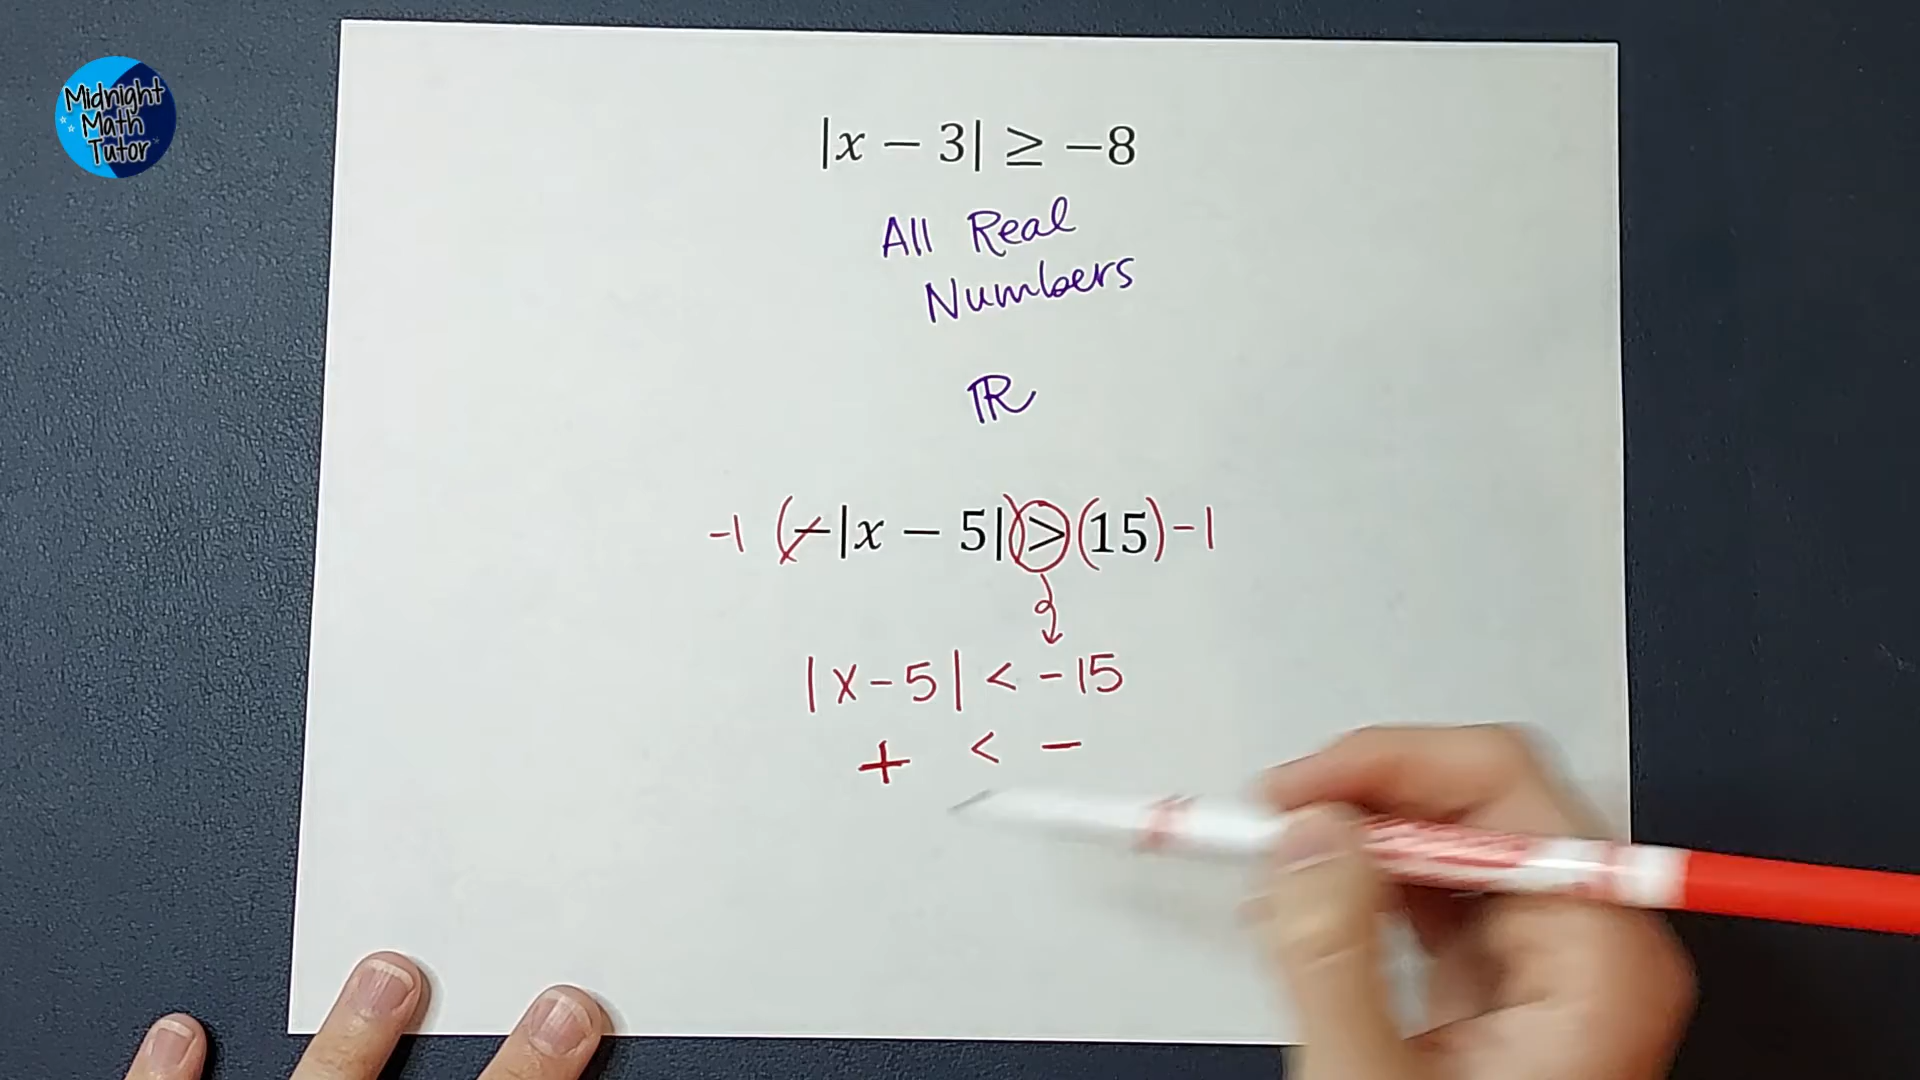 Midnight
Math
Tutor
|x − 3| ≥ −8
All Real
Numbers
ℝ
-1 (-|x − 5|) > (15) -1
|x-5| < -15
+ < -